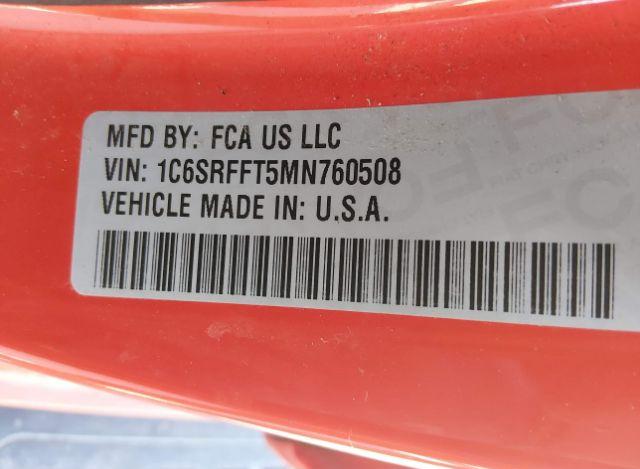 MFD BY: FCA US LLC
VIN: 1C6SRFFT5MN760508
VEHICLE MADE IN: U.S.A.